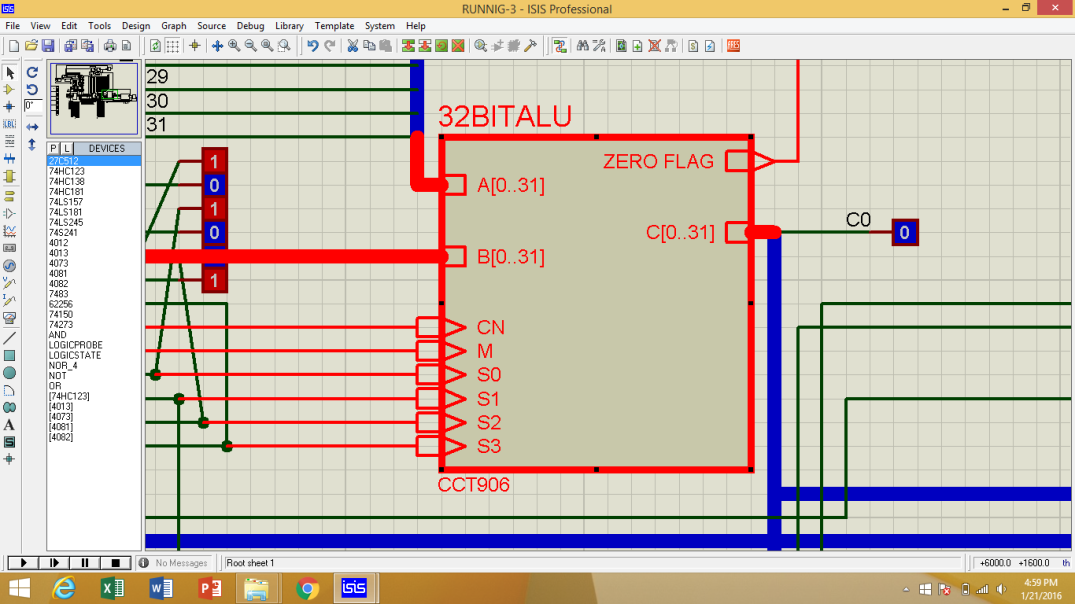 RUNNIG-3 - ISIS Professional
File View Edit Tools Design Graph Source Debug Library Template System Help
0°
P L DEVICES
27C512
74HC123
74HC138
74HC181
74LS157
74LS181
74LS245
74S241
4012
4013
4073
4081
4082
7483
62256
74150
74273
AND
LOGICPROBE
LOGICSTATE
NOR_4
NOT
OR
[74HC123]
[4013]
[4073]
[4081]
[4082]
29
30
31
1
0
1
0
1
32BITALU
ZERO FLAG
A[0..31]
C[0..31]
C0
0
B[0..31]
CN
M
S0
S1
S2
S3
CCT906
No Messages
Root sheet 1
+6000.0 +1600.0 th
4:59 PM
1/21/2016